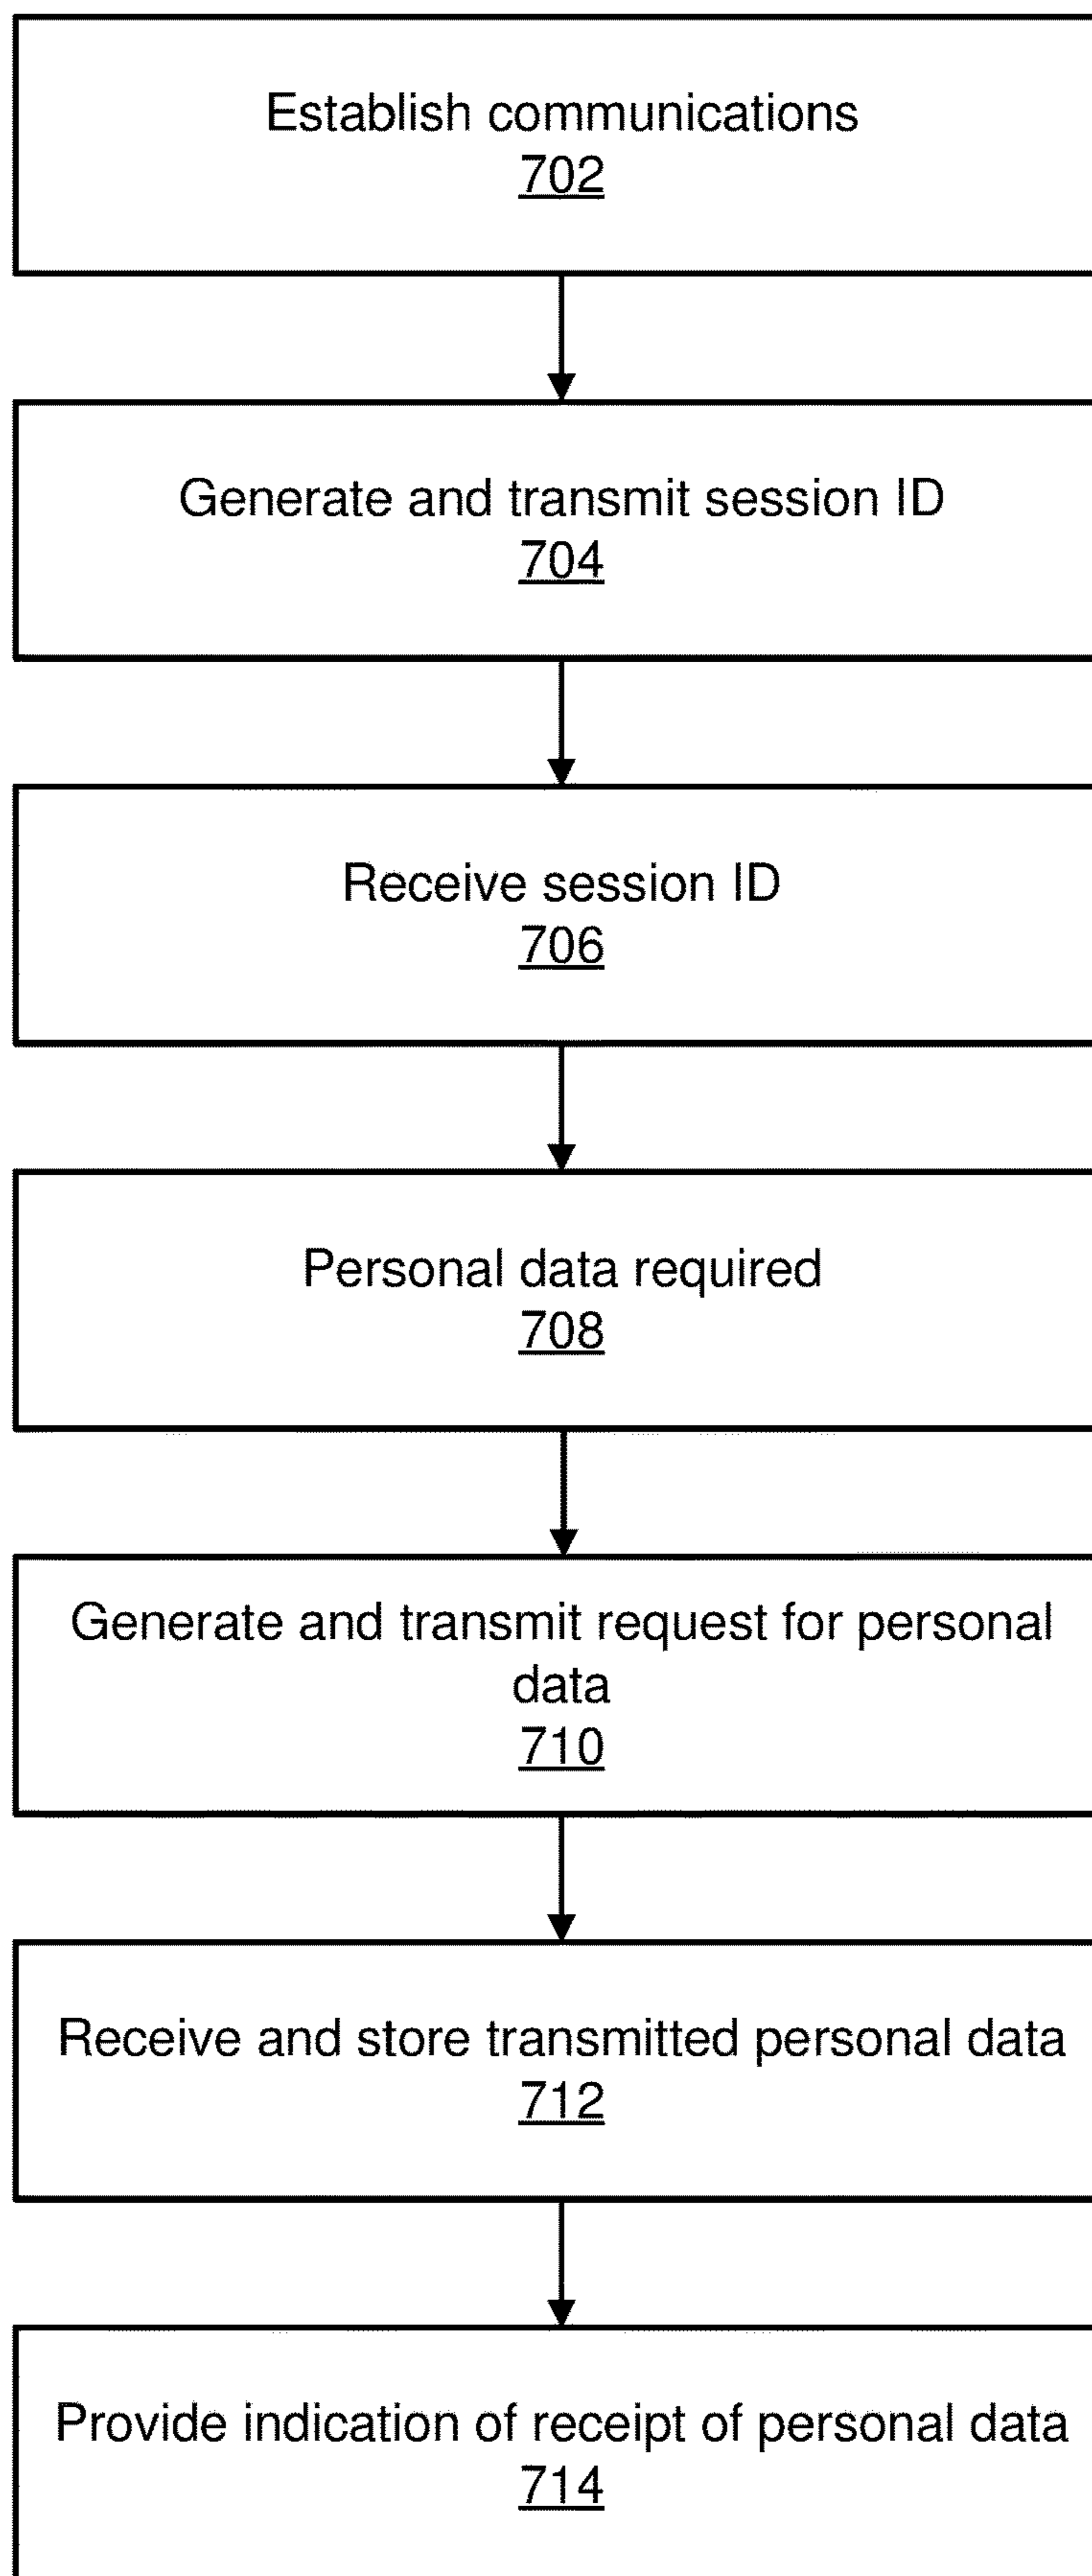 Establish communications
702
Generate and transmit session ID
704
Receive session ID
706
Personal data required
708
Generate and transmit request for personal
data
710
Receive and store transmitted personal data
712
Provide indication of receipt of personal data
714